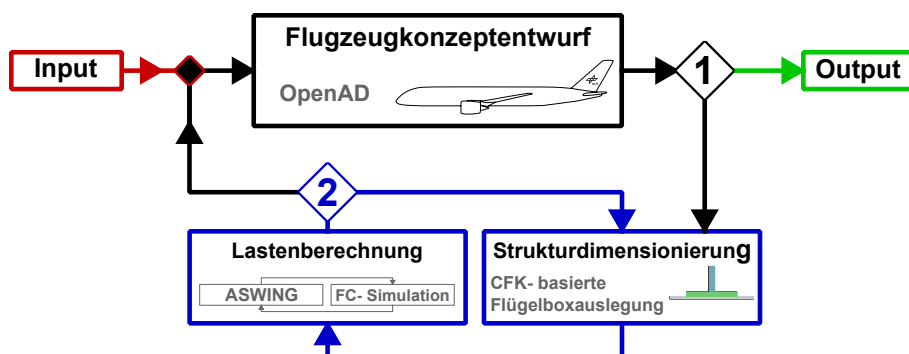 Flugzeugkonzeptentwurf
Input
OpenAD
1
Output
2
Lastenberechnung
ASWING
FC- Simulation
Strukturdimensionierung
CFK- basierte
Flügelboxauslegung